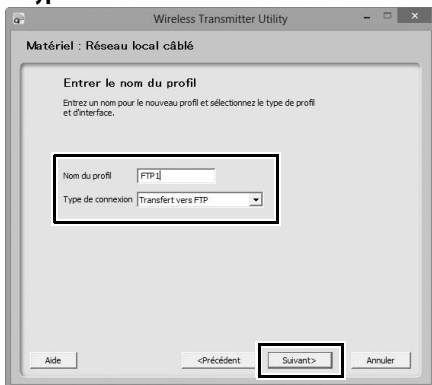 Wireless Transmitter Utility
Matériel : Réseau local câblé
Entrer le nom du profil
Entrez un nom pour le nouveau profil et sélectionnez le type de profil
et d'interface.
Nom du profil FTP1
Type de connexion Transfert vers FTP
Aide <Précédent Suivant> Annuler